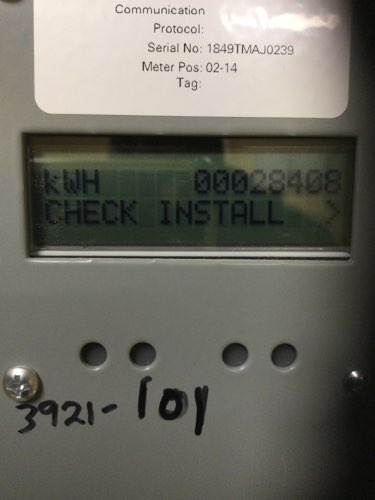 Communication
Protocol:
Serial No: 1849TMAJ0239
Meter Pos: 02-14
Tag:
kWH 00028408
CHECK INSTALL >
3921-101